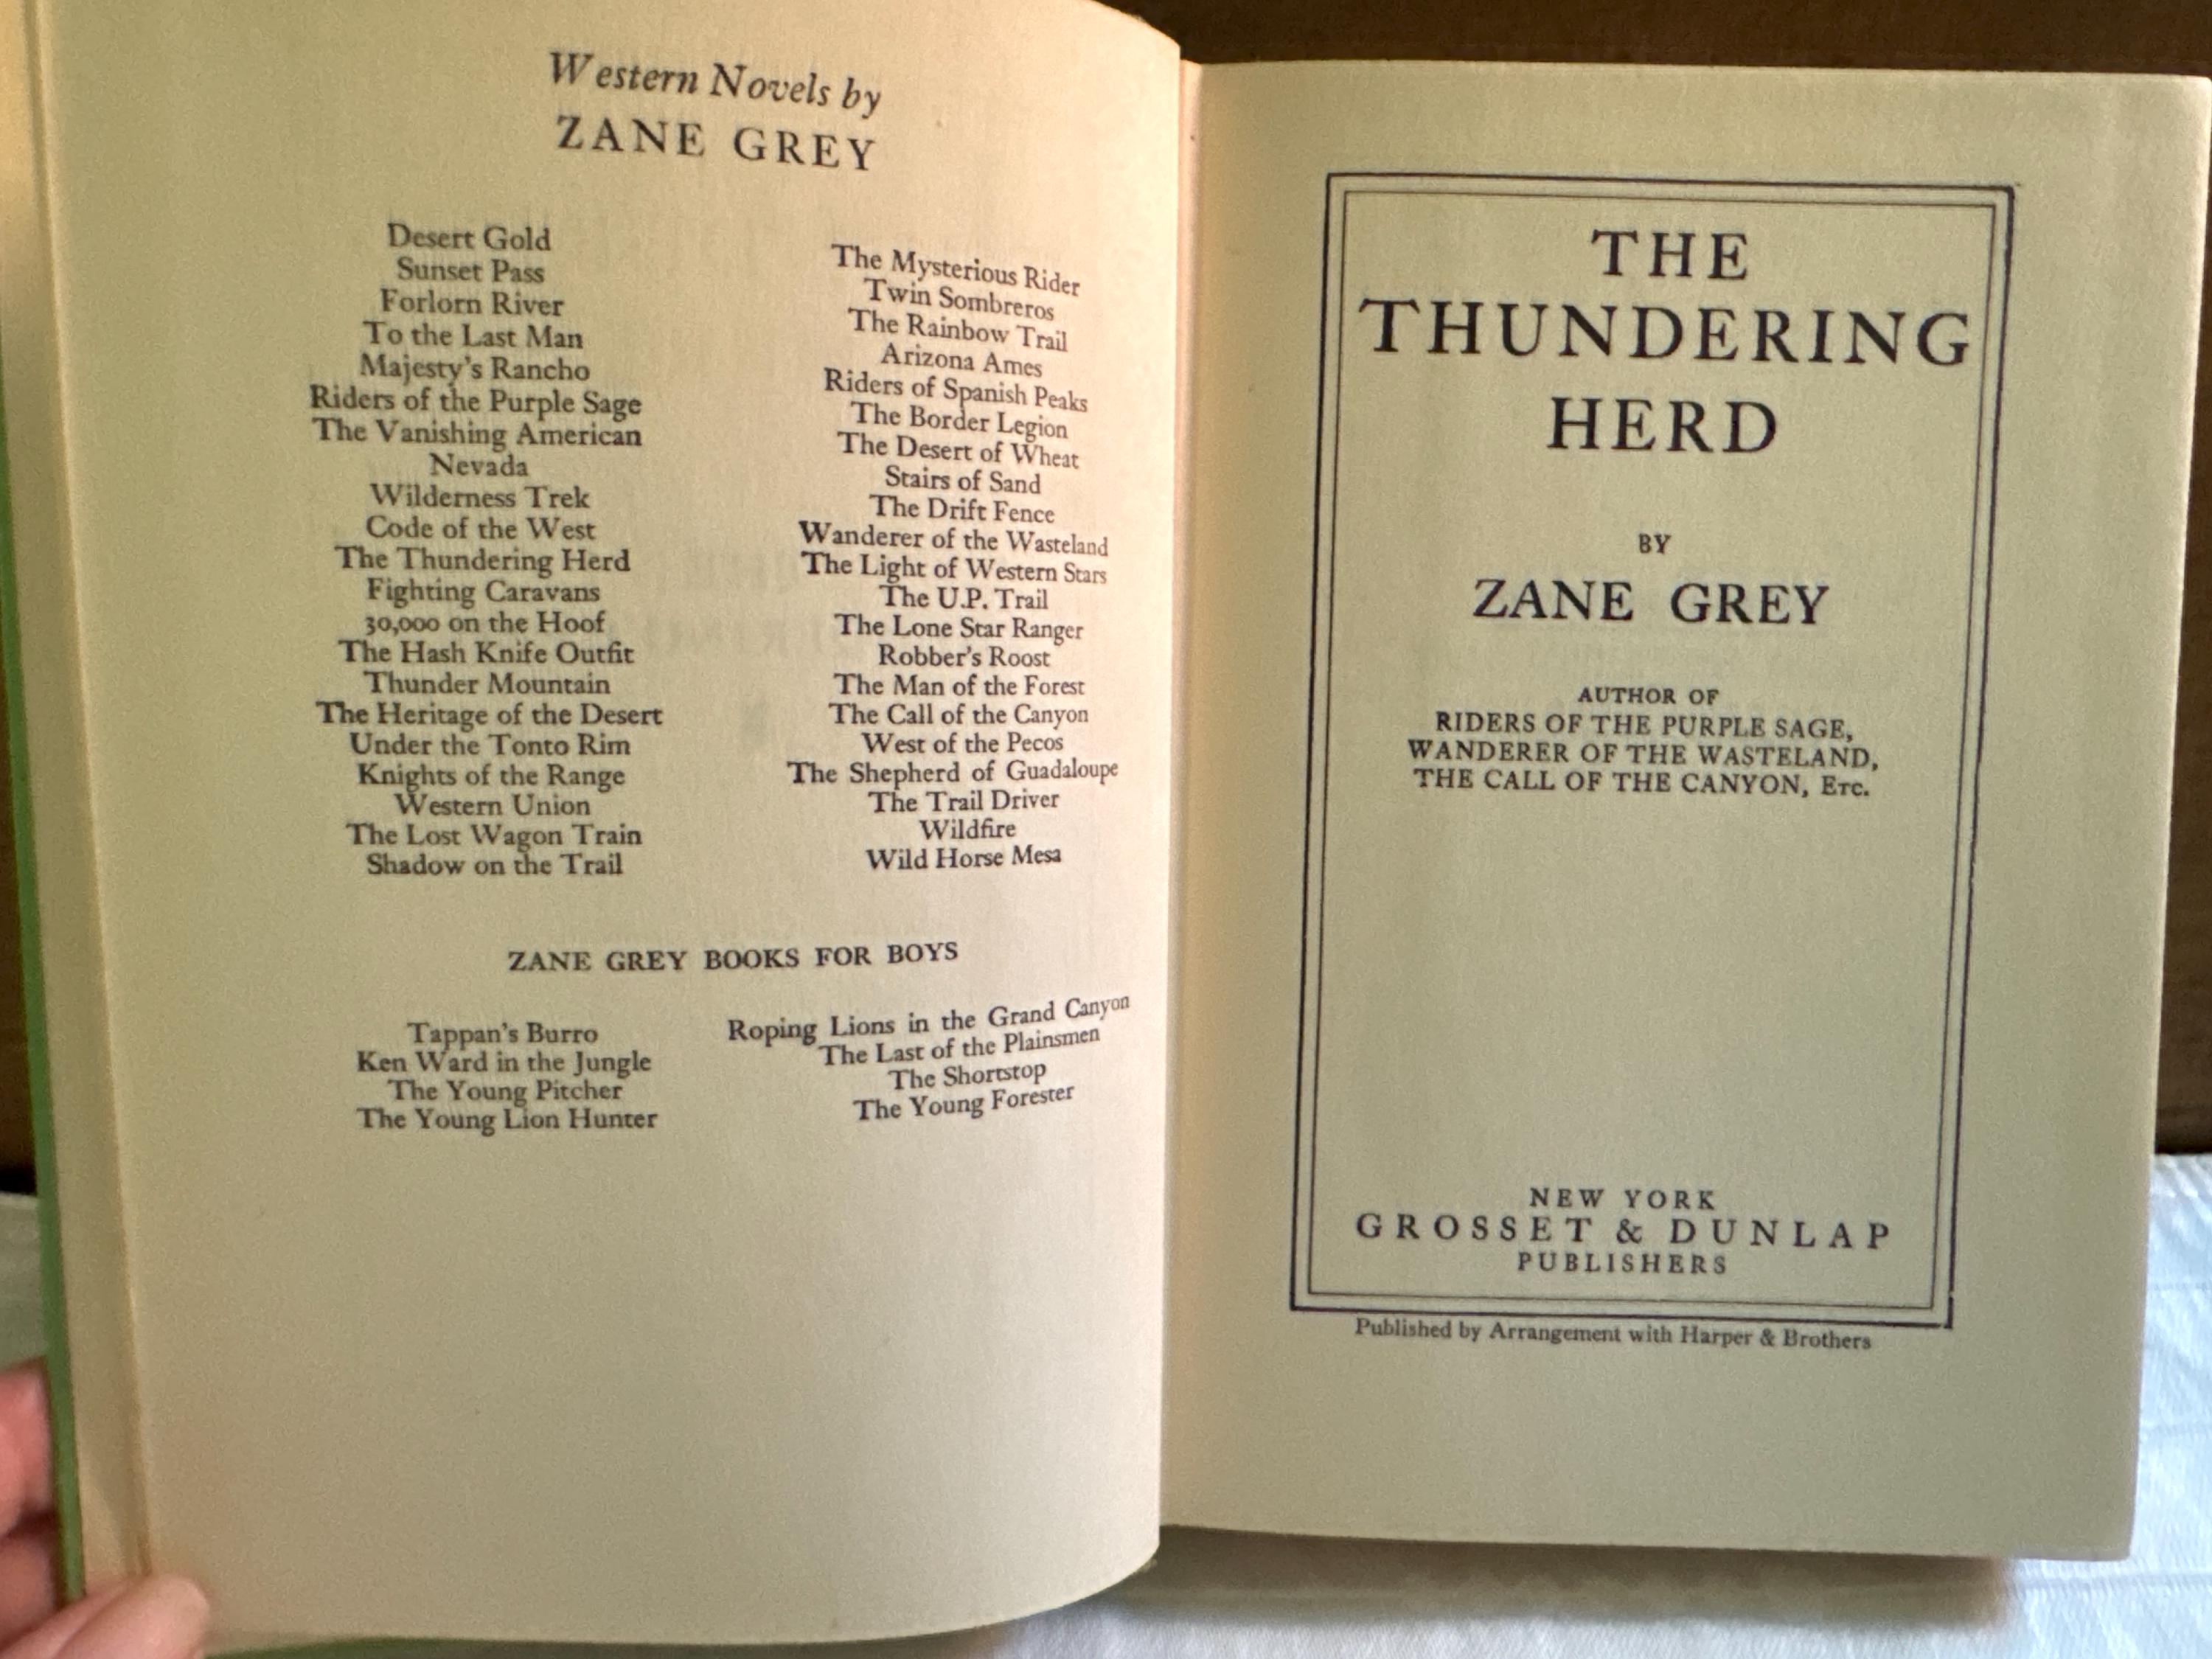 Western Novels by
ZANE GREY
Desert Gold
Sunset Pass
Forlorn River
To the Last Man
Majesty's Rancho
Riders of the Purple Sage
The Vanishing American
Nevada
Wilderness Trek
Code of the West
The Thundering Herd
Fighting Caravans
30,000 on the Hoof
The Hash Knife Outfit
Thunder Mountain
The Heritage of the Desert
Under the Tonto Rim
Knights of the Range
Western Union
The Lost Wagon Train
Shadow on the Trail
The Mysterious Rider
Twin Sombreros
The Rainbow Trail
Arizona Ames
Riders of Spanish Peaks
The Border Legion
The Desert of Wheat
Stairs of Sand
The Drift Fence
Wanderer of the Wasteland
The Light of Western Stars
The U.P. Trail
The Lone Star Ranger
Robber's Roost
The Man of the Forest
The Call of the Canyon
West of the Pecos
The Shepherd of Guadaloupe
The Trail Driver
Wildfire
Wild Horse Mesa
ZANE GREY BOOKS FOR BOYS
Tappan's Burro
Ken Ward in the Jungle
The Young Pitcher
The Young Lion Hunter
Roping Lions in the Grand Canyon
The Last of the Plainsmen
The Shortstop
The Young Forester
THE
THUNDERING
HERD
BY
ZANE GREY
AUTHOR OF
RIDERS OF THE PURPLE SAGE,
WANDERER OF THE WASTELAND,
THE CALL OF THE CANYON, ETC.
NEW YORK
GROSSET & DUNLAP
PUBLISHERS
Published by Arrangement with Harper & Brothers